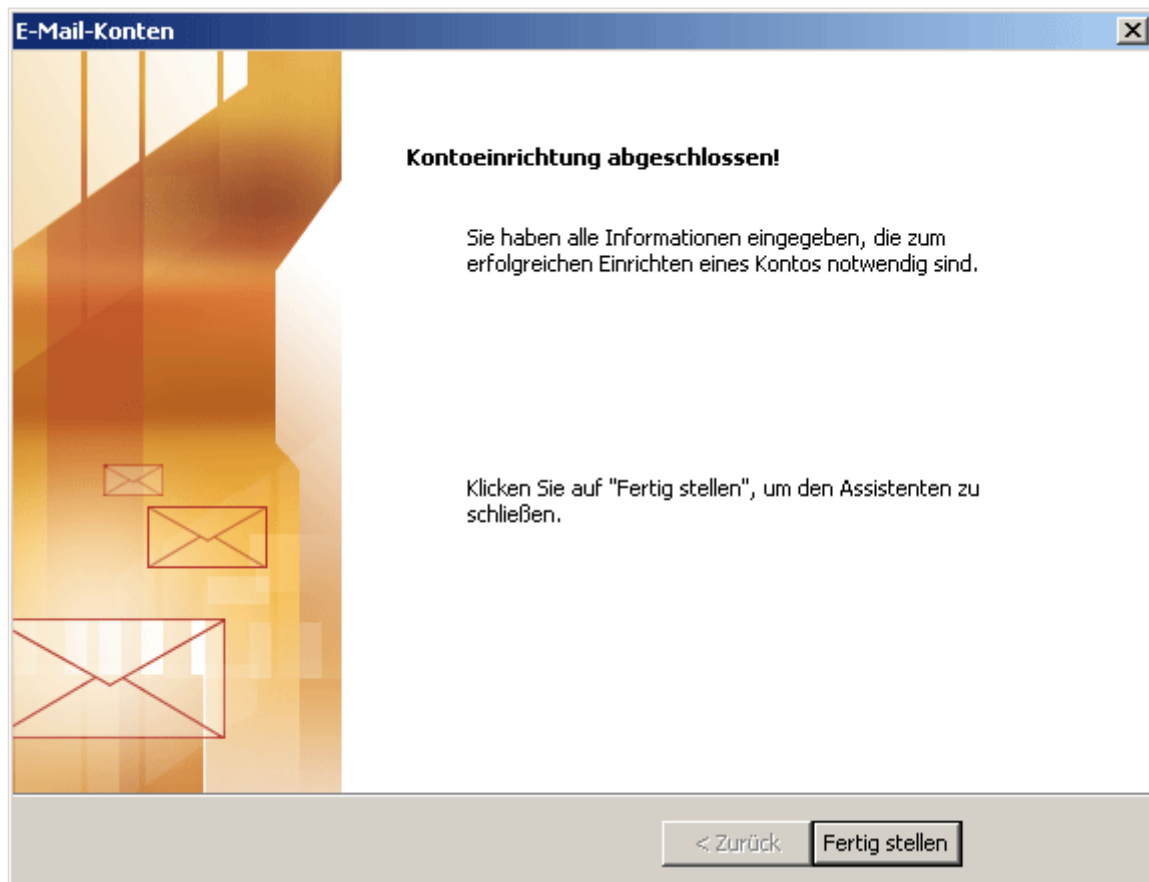 E-Mail-Konten
Kontoeinrichtung abgeschlossen!
Sie haben alle Informationen eingegeben, die zum
erfolgreichen Einrichten eines Kontos notwendig sind.
Klicken Sie auf "Fertig stellen", um den Assistenten zu
schließen.
< Zurück
Fertig stellen